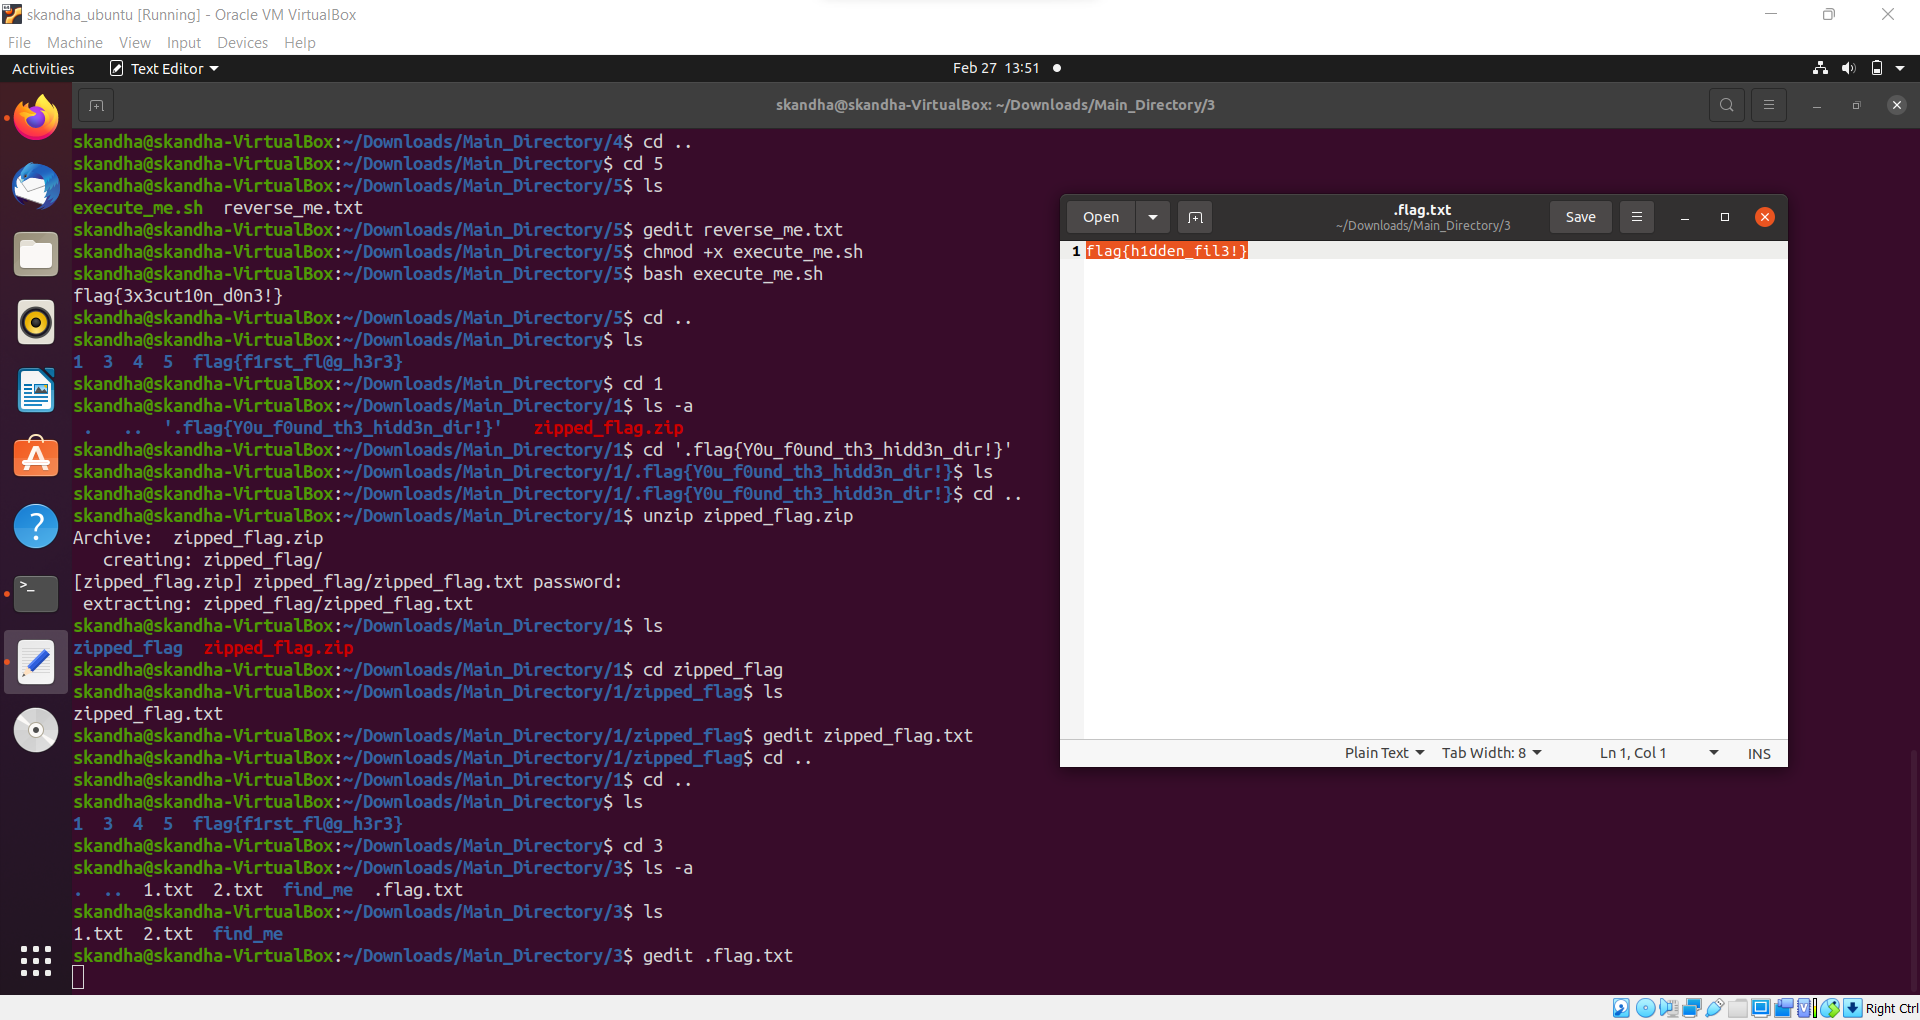 skandha_ubuntu [Running] - Oracle VM VirtualBox
File Machine View Input Devices Help
Activities Text Editor Feb 27 13:51
skandha@skandha-VirtualBox: ~/Downloads/Main_Directory/3
skandha@skandha-VirtualBox:~/Downloads/Main_Directory/4$ cd ..
skandha@skandha-VirtualBox:~/Downloads/Main_Directory$ cd 5
skandha@skandha-VirtualBox:~/Downloads/Main_Directory/5$ ls
execute_me.sh  reverse_me.txt
skandha@skandha-VirtualBox:~/Downloads/Main_Directory/5$ gedit reverse_me.txt
skandha@skandha-VirtualBox:~/Downloads/Main_Directory/5$ chmod +x execute_me.sh
skandha@skandha-VirtualBox:~/Downloads/Main_Directory/5$ bash execute_me.sh
flag{3x3cut10n_d0n3!}
skandha@skandha-VirtualBox:~/Downloads/Main_Directory/5$ cd ..
skandha@skandha-VirtualBox:~/Downloads/Main_Directory$ ls
1  3  4  5  flag{f1rst_fl@g_h3r3}
skandha@skandha-VirtualBox:~/Downloads/Main_Directory$ cd 1
skandha@skandha-VirtualBox:~/Downloads/Main_Directory/1$ ls -a
.   ..  '.flag{Y0u_f0und_th3_hidd3n_dir!}'   zipped_flag.zip
skandha@skandha-VirtualBox:~/Downloads/Main_Directory/1$ cd '.flag{Y0u_f0und_th3_hidd3n_dir!}'
skandha@skandha-VirtualBox:~/Downloads/Main_Directory/1/.flag{Y0u_f0und_th3_hidd3n_dir!}$ ls
skandha@skandha-VirtualBox:~/Downloads/Main_Directory/1/.flag{Y0u_f0und_th3_hidd3n_dir!}$ cd ..
skandha@skandha-VirtualBox:~/Downloads/Main_Directory/1$ unzip zipped_flag.zip
Archive:  zipped_flag.zip
   creating: zipped_flag/
[zipped_flag.zip] zipped_flag/zipped_flag.txt password:
 extracting: zipped_flag/zipped_flag.txt
skandha@skandha-VirtualBox:~/Downloads/Main_Directory/1$ ls
zipped_flag  zipped_flag.zip
skandha@skandha-VirtualBox:~/Downloads/Main_Directory/1$ cd zipped_flag
skandha@skandha-VirtualBox:~/Downloads/Main_Directory/1/zipped_flag$ ls
zipped_flag.txt
skandha@skandha-VirtualBox:~/Downloads/Main_Directory/1/zipped_flag$ gedit zipped_flag.txt
skandha@skandha-VirtualBox:~/Downloads/Main_Directory/1/zipped_flag$ cd ..
skandha@skandha-VirtualBox:~/Downloads/Main_Directory/1$ cd ..
skandha@skandha-VirtualBox:~/Downloads/Main_Directory$ ls
1  3  4  5  flag{f1rst_fl@g_h3r3}
skandha@skandha-VirtualBox:~/Downloads/Main_Directory$ cd 3
skandha@skandha-VirtualBox:~/Downloads/Main_Directory/3$ ls -a
.  ..  1.txt  2.txt  find_me  .flag.txt
skandha@skandha-VirtualBox:~/Downloads/Main_Directory/3$ ls
1.txt  2.txt  find_me
skandha@skandha-VirtualBox:~/Downloads/Main_Directory/3$ gedit .flag.txt
Open .flag.txt Save
~/Downloads/Main_Directory/3
1 flag{h1dden_fil3!}
Plain Text Tab Width: 8 Ln 1, Col 1 INS
Right Ctrl